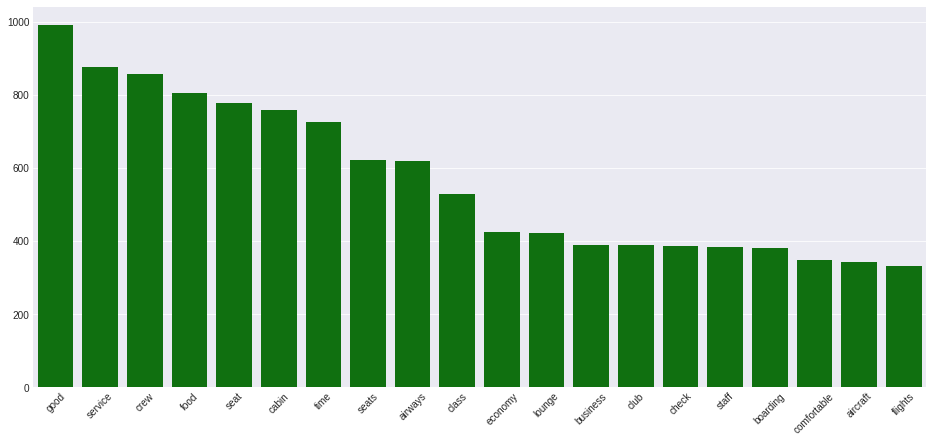 1000
800
600
400
200
0
good
service
crew
food
seat
cabin
time
seats
airways
class
economy
lounge
business
club
check
staff
boarding
comfortable
aircraft
flights